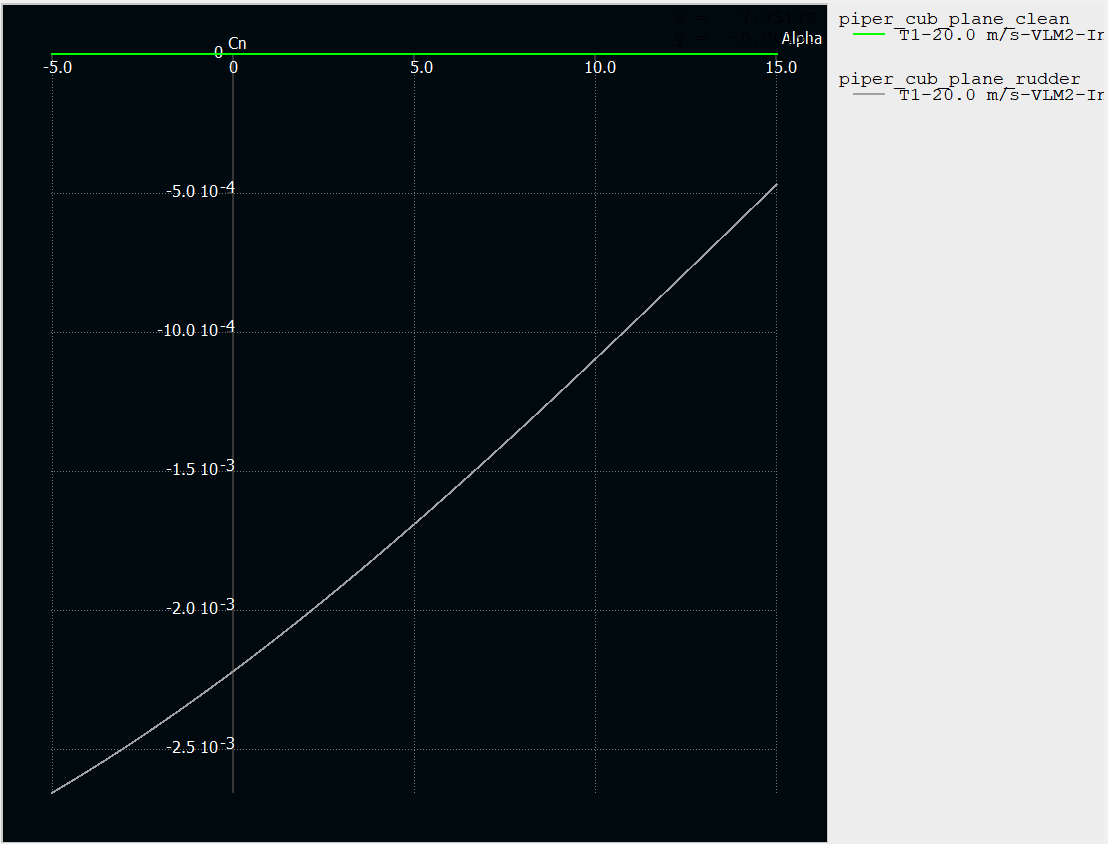 piper_cub_plane_clean
T1-20.0 m/s-VLM2-Ir
piper_cub_plane_rudder
T1-20.0 m/s-VLM2-Ir
Cn
Alpha
0
-5.0
0
5.0
10.0
15.0
-5.0 10-4
-10.0 10-4
-1.5 10-3
-2.0 10-3
-2.5 10-3